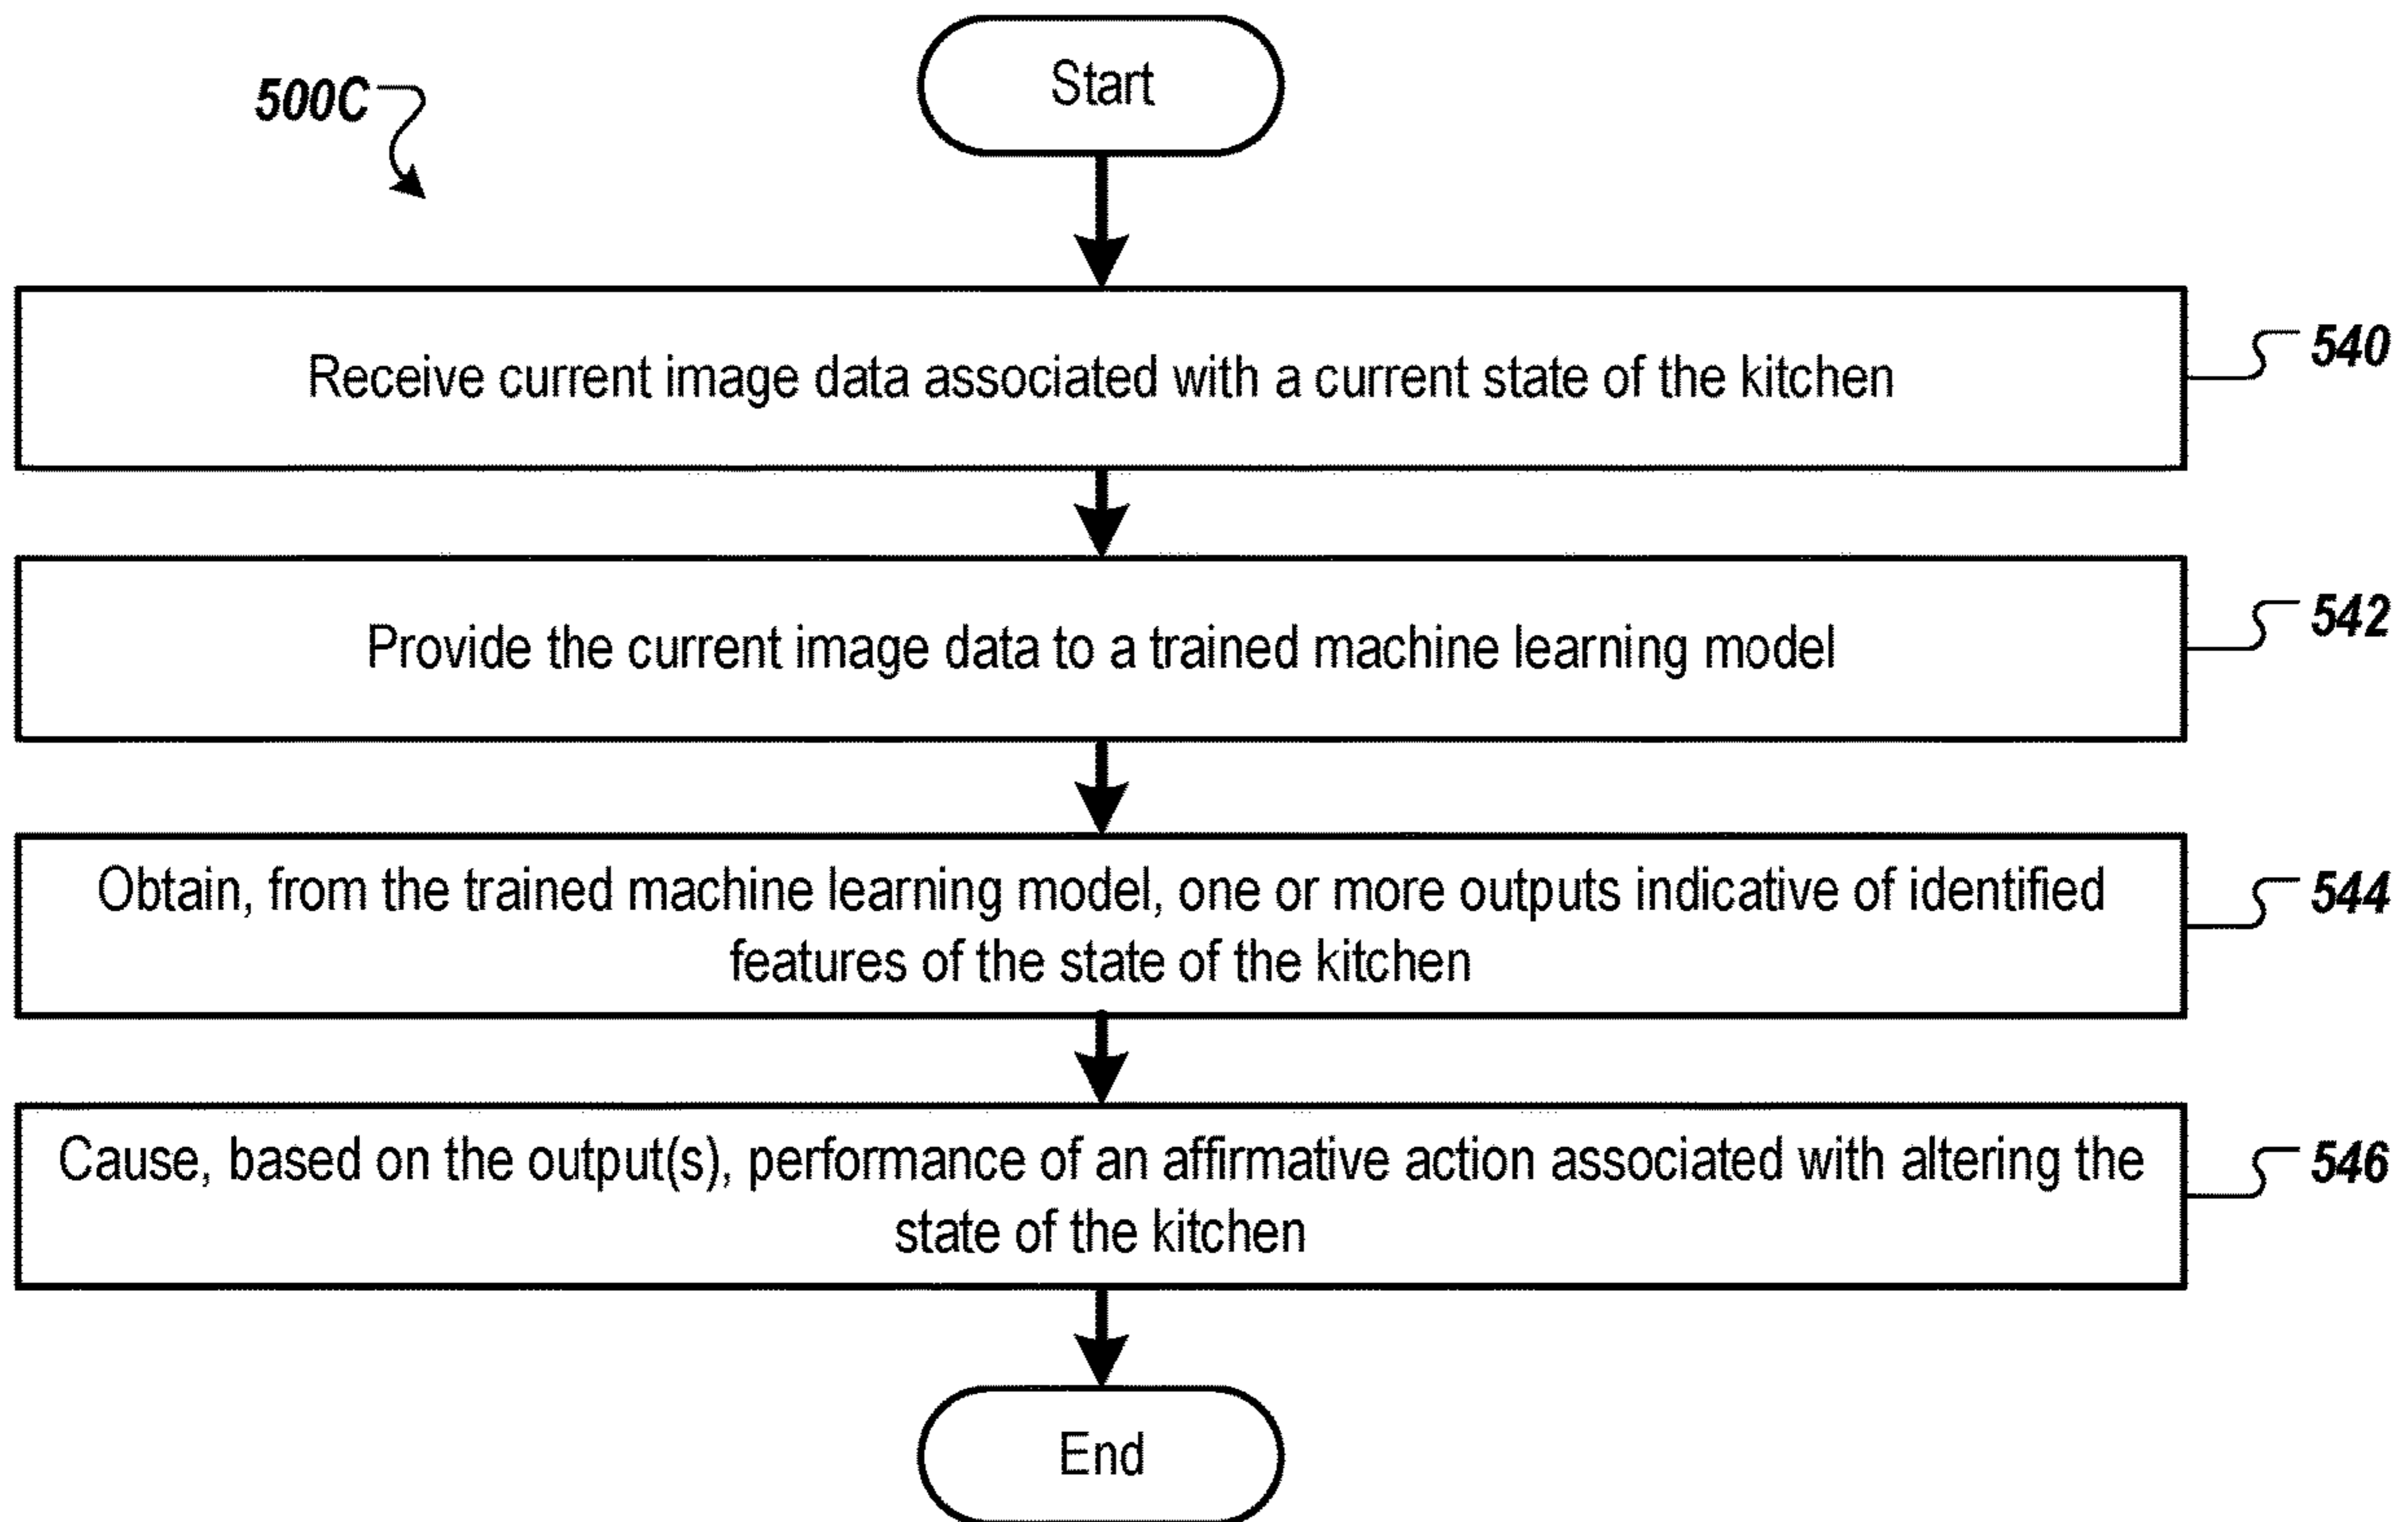 500C
Start
Receive current image data associated with a current state of the kitchen
540
Provide the current image data to a trained machine learning model
542
Obtain, from the trained machine learning model, one or more outputs indicative of identified
features of the state of the kitchen
544
Cause, based on the output(s), performance of an affirmative action associated with altering the
state of the kitchen
546
End